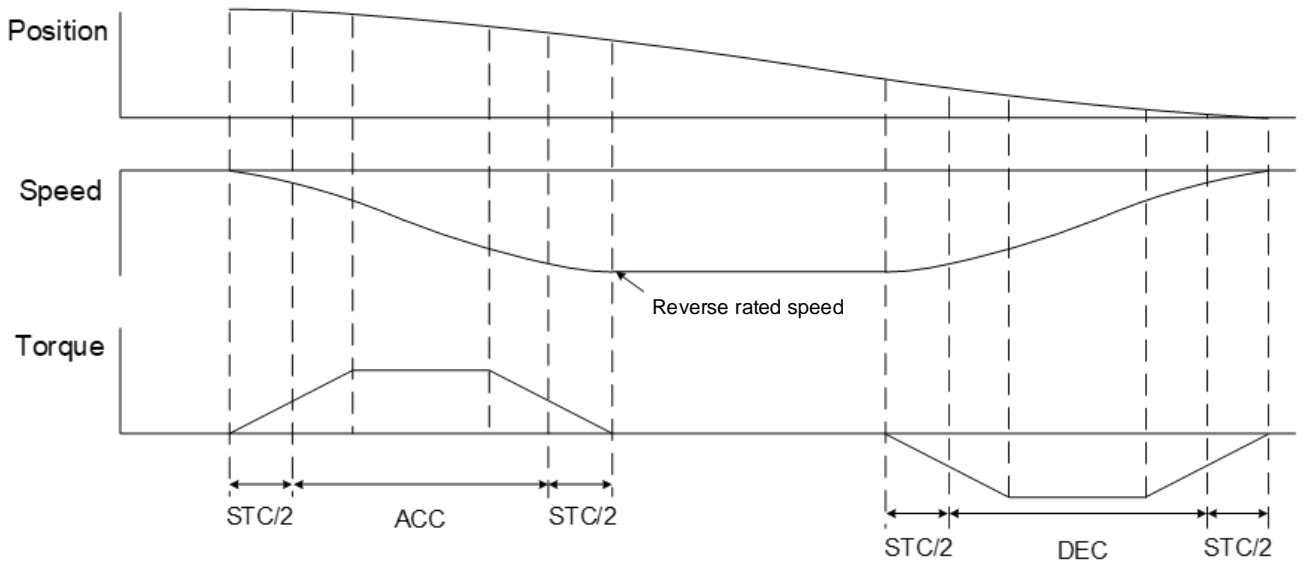 Position
Speed
Reverse rated speed
Torque
STC/2
ACC
STC/2
STC/2
DEC
STC/2